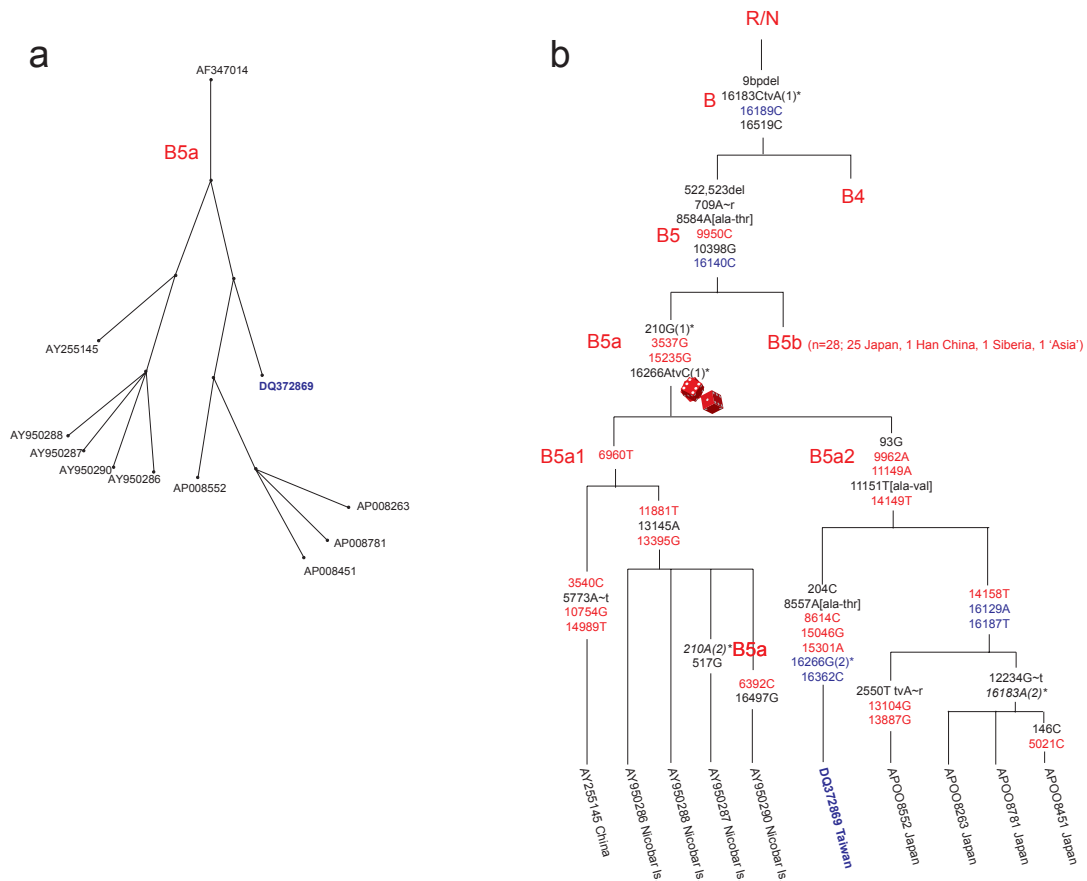 a
AF347014
B5a
AY255145
DQ372869
AY950288
AY950287
AY950290
AY950286
AP008552
AP008263
AP008781
AP008451
b
R/N
9bpdel
B
16183CtvA(1)*
16189C
16519C
522,523del
709A~r
8584A[ala-thr]
B5
9950C
10398G
16140C
B4
210G(1)*
B5a
3537G
15235G
16266AtvC(1)*
B5b (n=28; 25 Japan, 1 Han China, 1 Siberia, 1 'Asia')
B5a1
6960T
93G
B5a2
9962A
11149A
11151T[ala-val]
14149T
11881T
13145A
13395G
3540C
5773A~t
10754G
14989T
210A(2)*
517G
B5a
6392C
16497G
204C
8557A[ala-thr]
8614C
15046G
15301A
16266G(2)*
16362C
14158T
16129A
16187T
2550T tvA~r
13104G
13887G
12234G~t
16183A(2)*
146C
5021C
AY255145 China
AY950286 Nicobar Is
AY950288 Nicobar Is
AY950287 Nicobar Is
AY950290 Nicobar Is
DQ372869 Taiwan
APOO8552 Japan
APOO8263 Japan
APOO8781 Japan
APOO8451 Japan